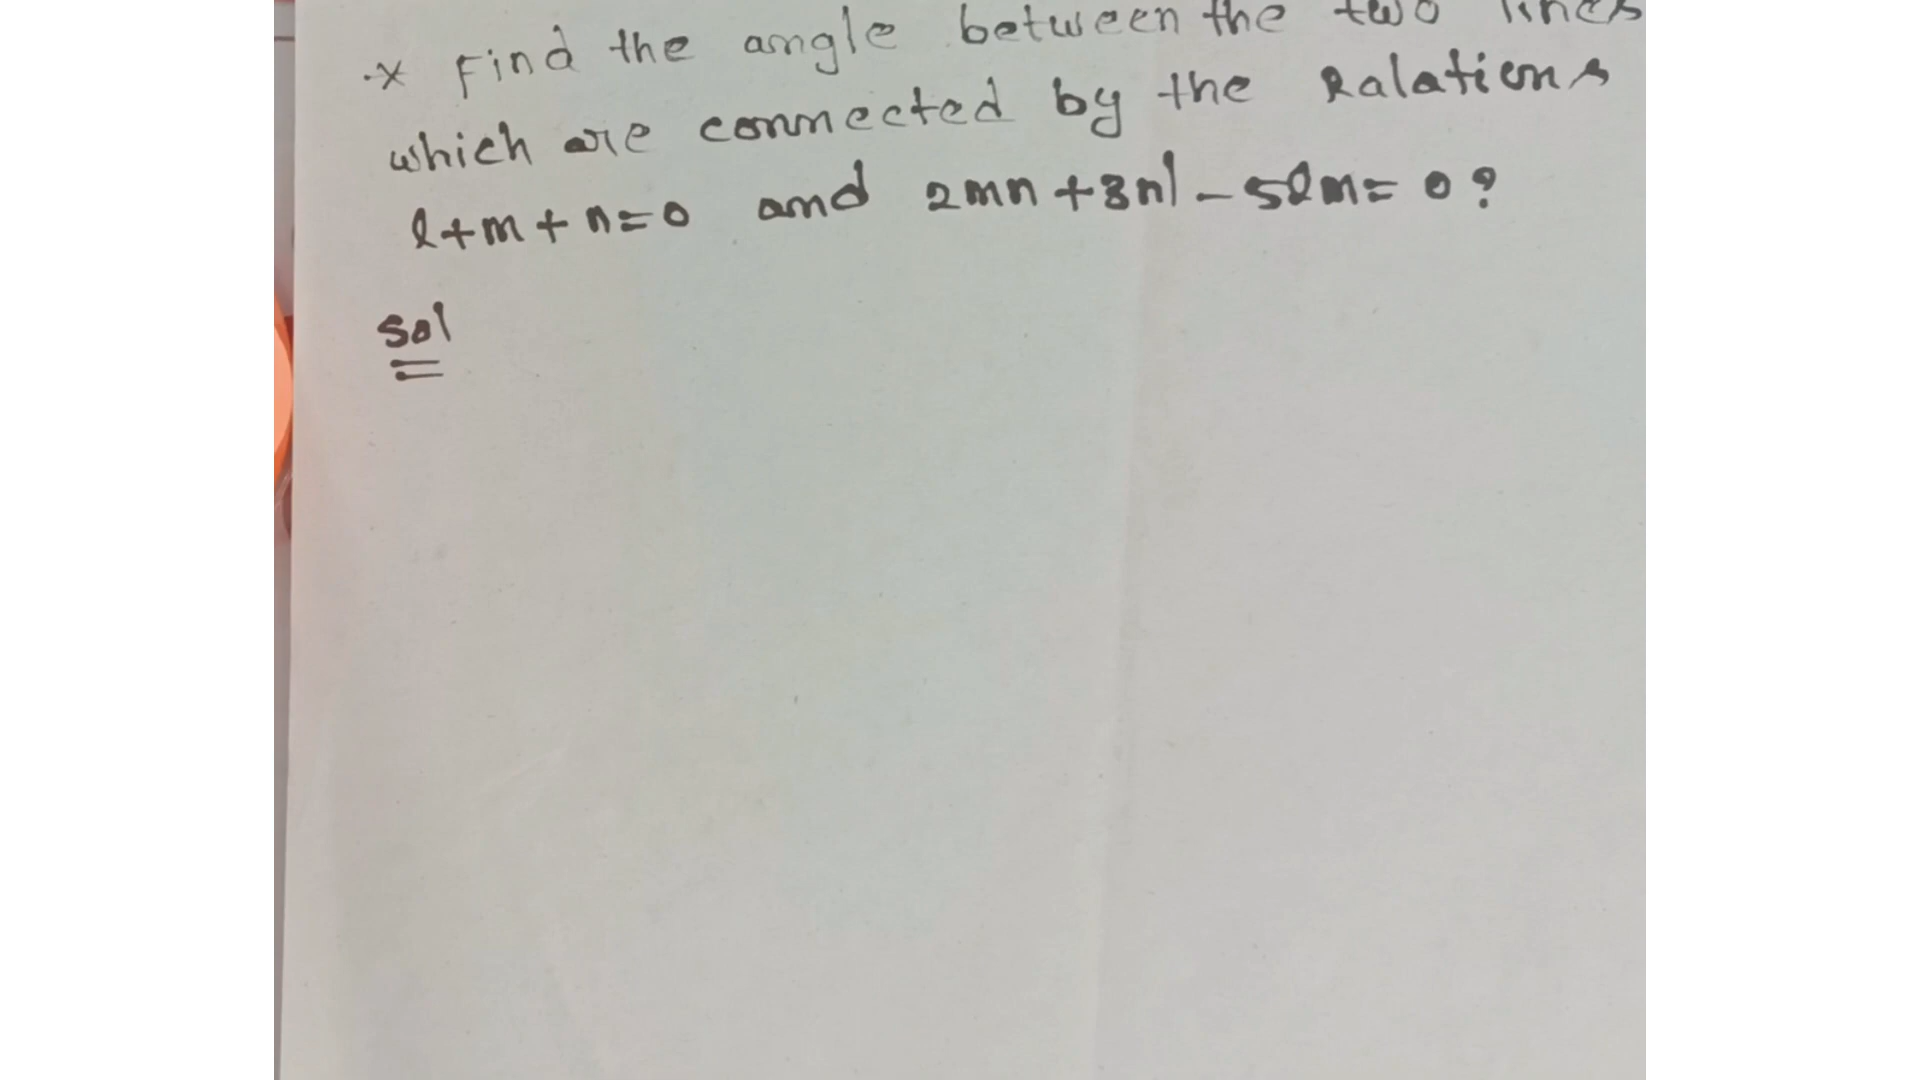 * Find the angle between the two lines
which are connected by the Ralations
l+m+n=0 and 2mn+3nl-5lm=0?
Sol